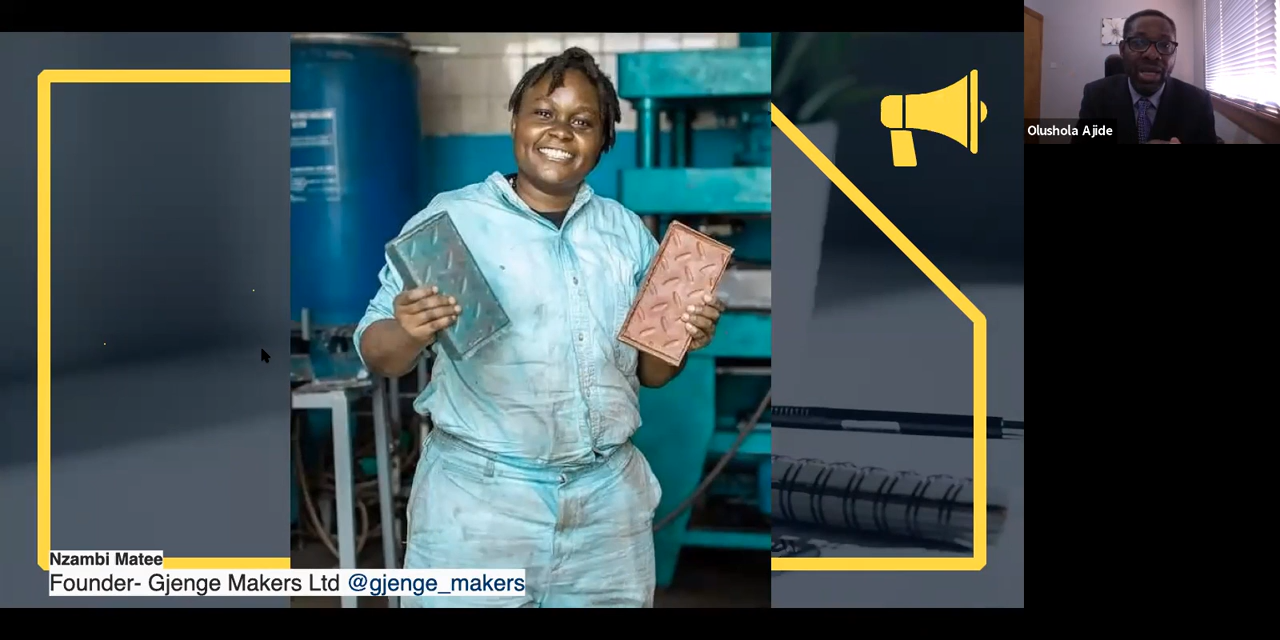 Olushola Ajide
Nzambi Matee
Founder- Gjenge Makers Ltd @gjenge_makers